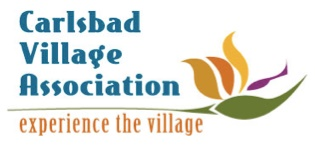 Carlsbad
Village
Association
experience the village